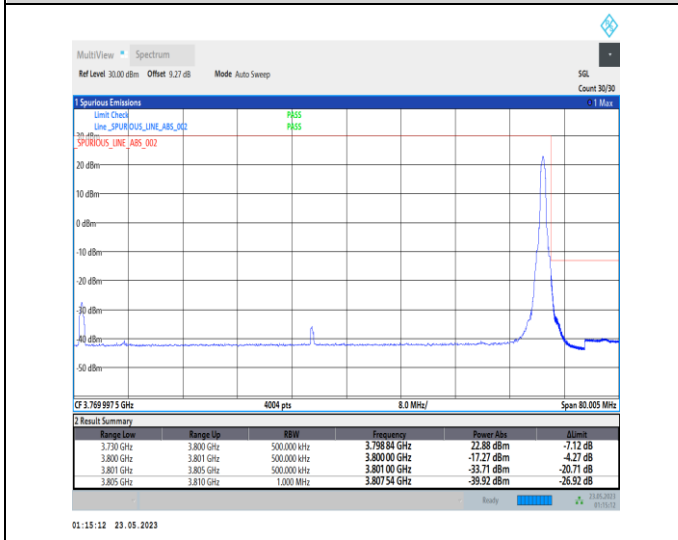 MultiView Spectrum
Ref Level 30.00 dBm Offset 9.27 dB Mode Auto Sweep SGL
Count 30/30
1 Spurious Emissions 1 Max
Limit Check PASS
Line _SPURIOUS_LINE_ABS_002 PASS
30 dBm
_SPURIOUS_LINE_ABS_002
20 dBm
10 dBm
0 dBm
-10 dBm
-20 dBm
-30 dBm
-40 dBm
-50 dBm
CF 3.769 997 5 GHz 4004 pts 8.0 MHz/ Span 80.005 MHz
2 Result Summary
Range Low Range Up RBW Frequency Power Abs ΔLimit
3.730 GHz 3.800 GHz 500.000 kHz 3.798 84 GHz 22.88 dBm -7.12 dB
3.800 GHz 3.801 GHz 500.000 kHz 3.800 00 GHz -17.27 dBm -4.27 dB
3.801 GHz 3.805 GHz 500.000 kHz 3.801 00 GHz -33.71 dBm -20.71 dB
3.805 GHz 3.810 GHz 1.000 MHz 3.807 54 GHz -39.92 dBm -26.92 dB
Ready 23.05.2023
01:15:12
01:15:12 23.05.2023